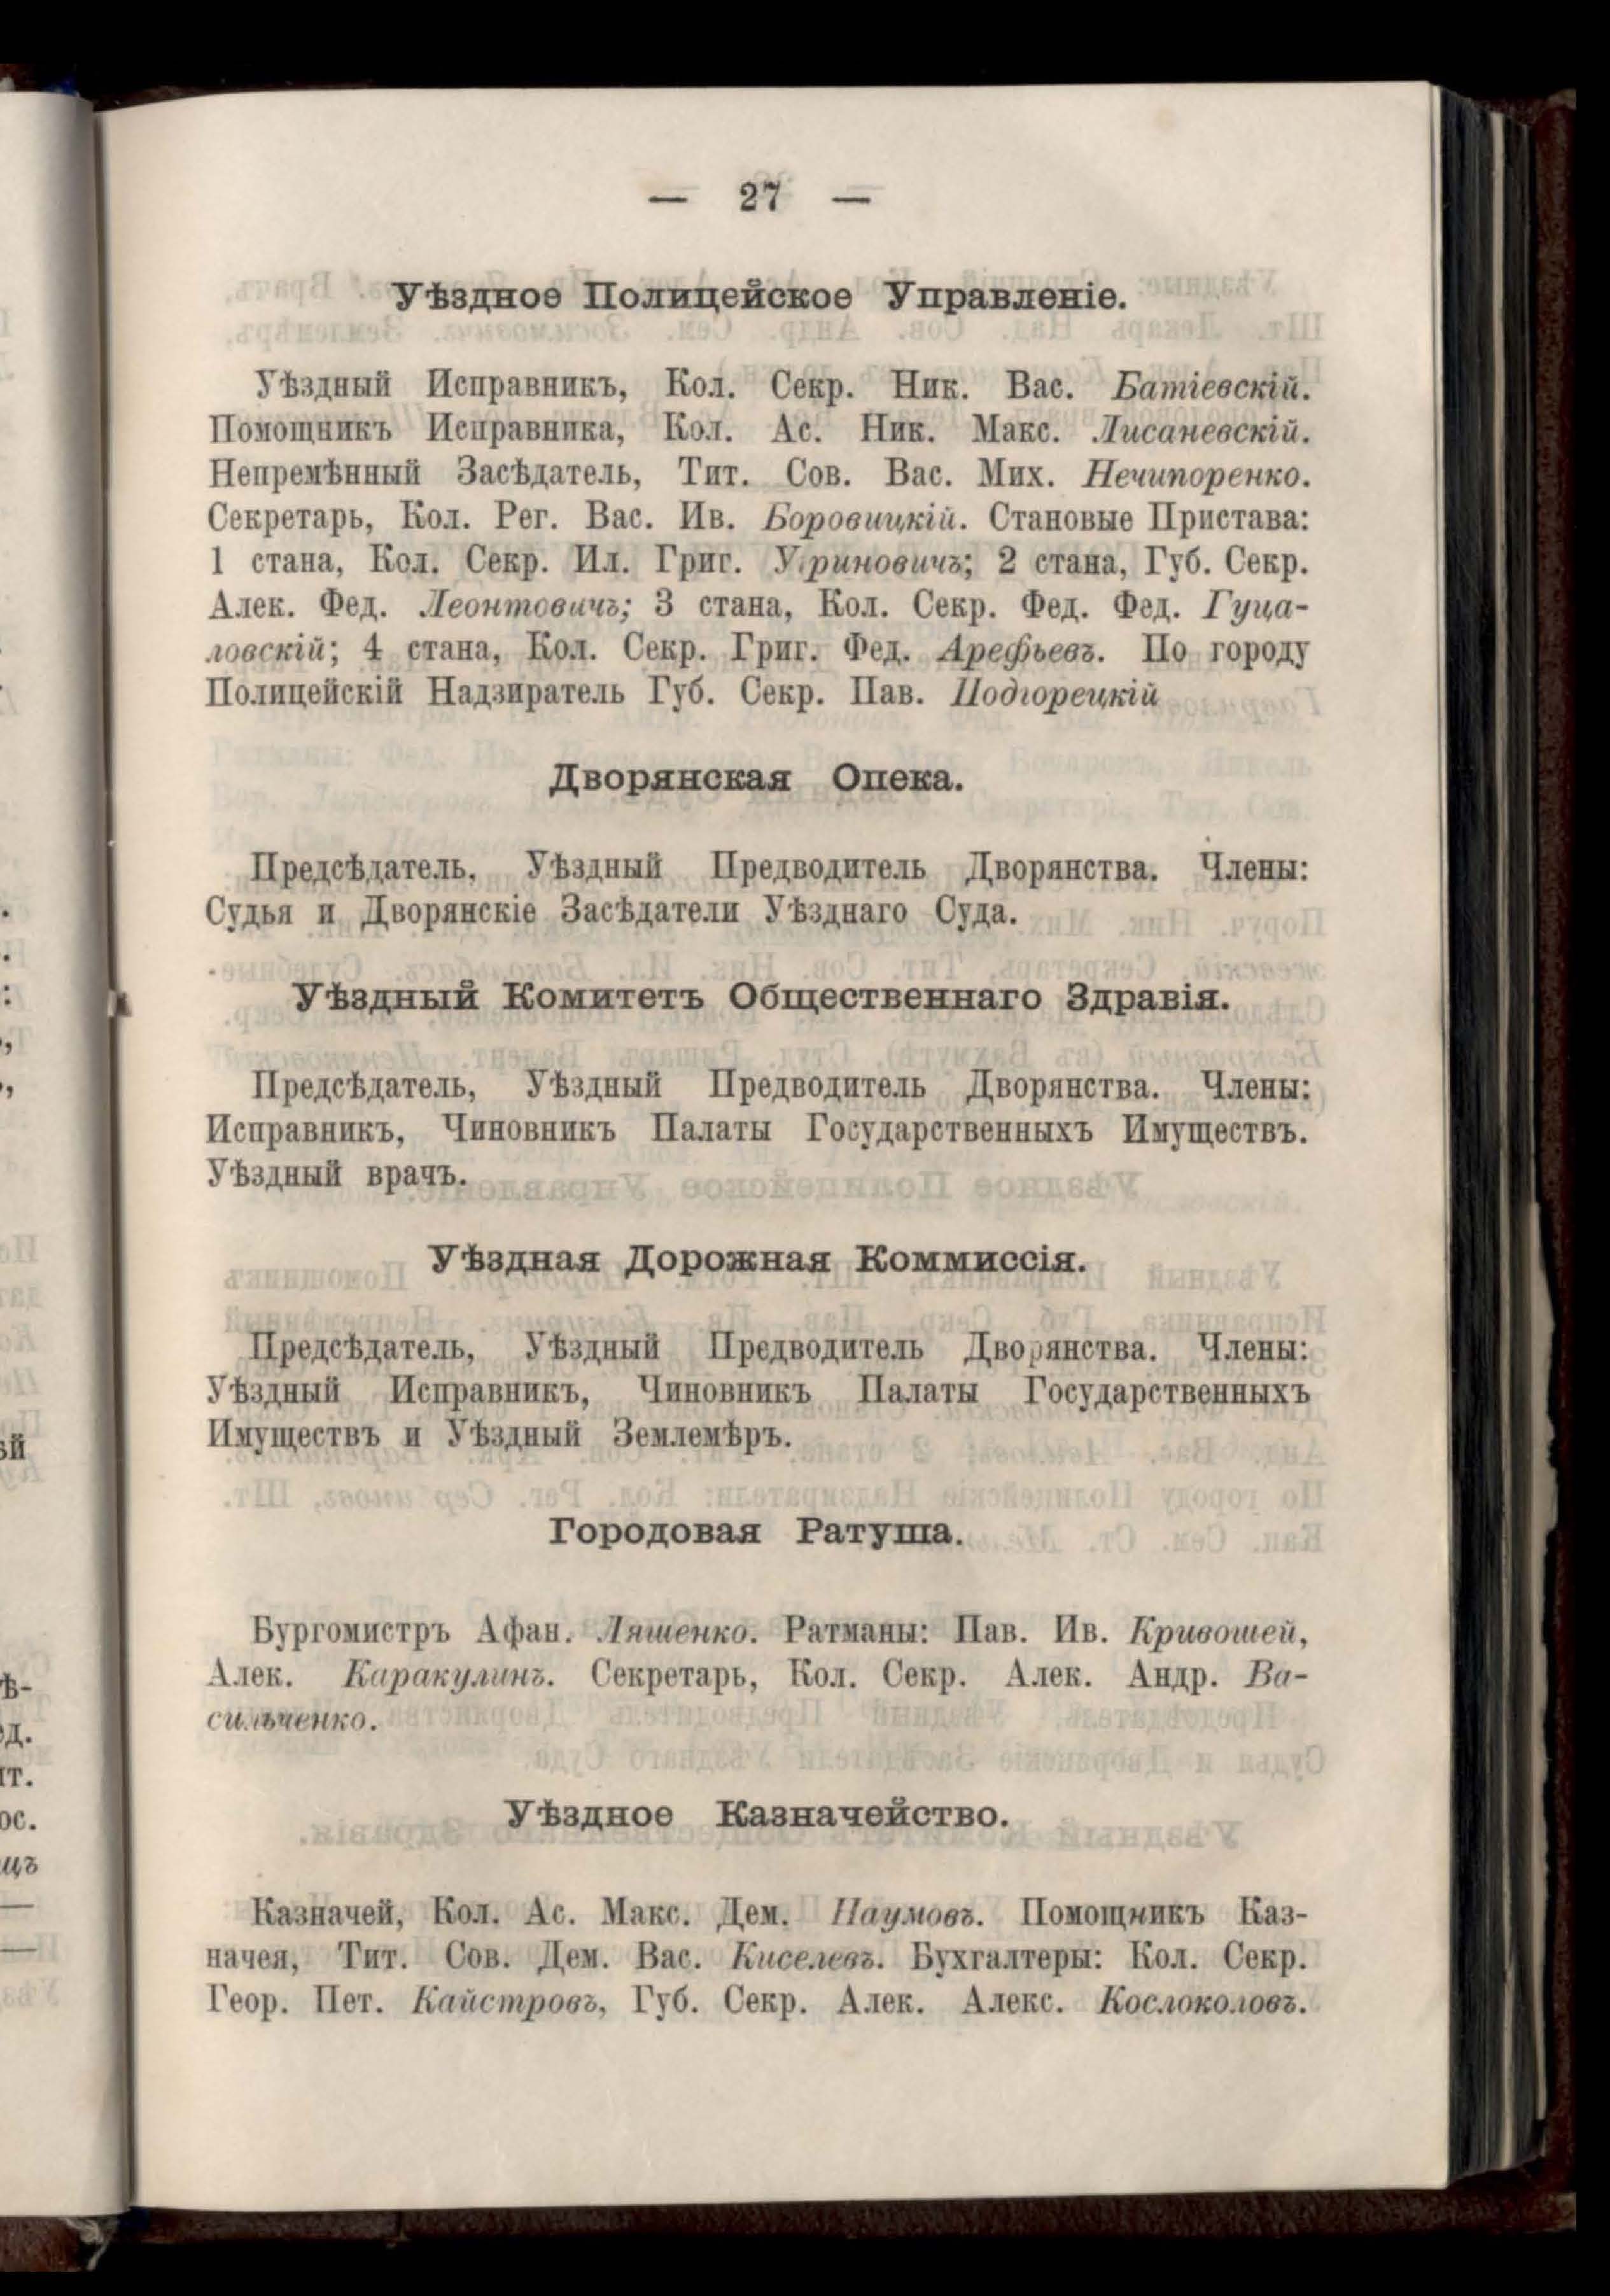 — 27 —
Уѣздное Полицейское Управленіе.
Уѣздный Исправникъ, Кол. Секр. Ник. Вас. Батіевскій.
Помощникъ Исправника, Кол. Ас. Ник. Макс. Лисаневскій.
Непремѣнный Засѣдатель, Тит. Сов. Вас. Мих. Нечипоренко.
Секретарь, Кол. Рег. Вас. Ив. Боровицкій. Становые Пристава:
1 стана, Кол. Секр. Ил. Григ. 2 стана, Губ. Секр.
Алек. Фед. Леонтовичъ; 3 стана, Кол. Секр. Фед. Фед. Гуца-
ловскій; 4 стана, Кол. Секр. Григ. Фед. Арефьевъ. По городу
Полицейскій Надзиратель Губ. Секр. Пав. Подгорецкій
Дворянская Опека.
Предсѣдатель, Уѣздный Предводитель Дворянства. Члены:
Судья и Дворянскіе Засѣдатели Уѣзднаго Суда.
Уѣздный Комитетъ Общественнаго Здравія.
Предсѣдатель, Уѣздный Предводитель Дворянства. Члены:
Исправникъ, Чиновникъ Палаты Государственныхъ Имуществъ.
Уѣздный врачъ.
Уѣздная Дорожная Коммиссія.
Предсѣдатель, Уѣздный Предводитель Дворянства. Члены:
Уѣздный Исправникъ, Чиновникъ Палаты Государственныхъ
Имуществъ и Уѣздный Землемѣръ.
Городовая Ратуша.
Бургомистръ Афан. Ляшенко. Ратманы: Пав. Ив. Кривошей,
Алек. Каракулинъ. Секретарь, Кол. Секр. Алек. Андр. Ва-
сильченко.
Уѣздное Казначейство.
Казначей, Кол. Ас. Макс. Дем. Наумовъ. Помощникъ Каз-
начея, Тит. Сов. Дем. Вас. Киселевъ. Бухгалтеры: Кол. Секр.
Геор. Пет. Кайстровъ, Губ. Секр. Алек. Алекс. Кослоколовъ.